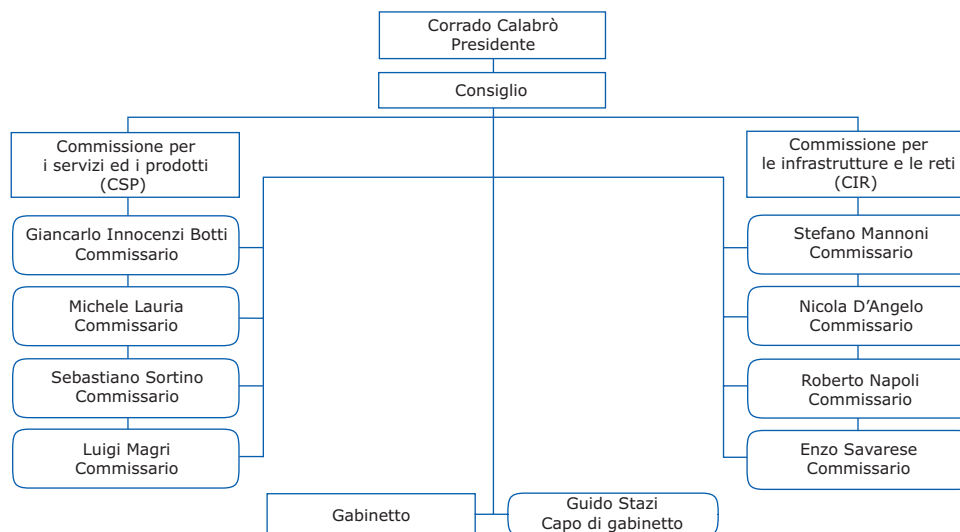 Corrado Calabrò
Presidente
Consiglio
Commissione per
i servizi ed i prodotti
(CSP)
Giancarlo Innocenzi Botti
Commissario
Michele Lauria
Commissario
Sebastiano Sortino
Commissario
Luigi Magri
Commissario
Commissione per
le infrastrutture e le reti
(CIR)
Stefano Mannoni
Commissario
Nicola D’Angelo
Commissario
Roberto Napoli
Commissario
Enzo Savarese
Commissario
Gabinetto
Guido Stazi
Capo di gabinetto